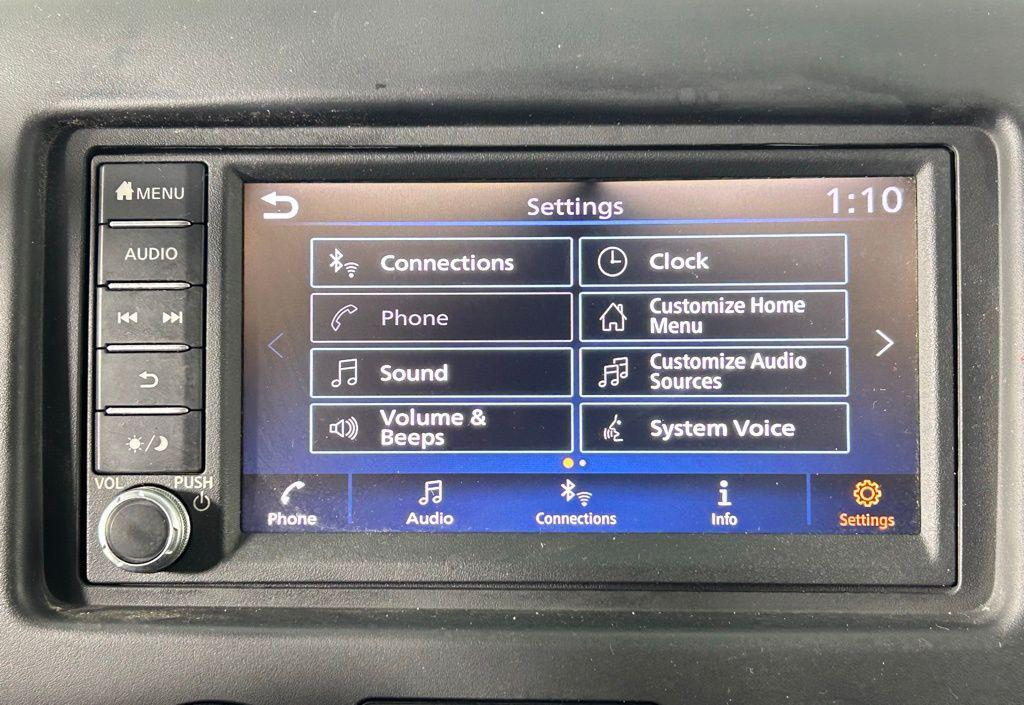 MENU
AUDIO
VOL PUSH
Settings 1:10
Connections
Clock
Phone
Customize Home
Menu
Sound
Customize Audio
Sources
Volume &
Beeps
System Voice
Phone
Audio
Connections
Info
Settings